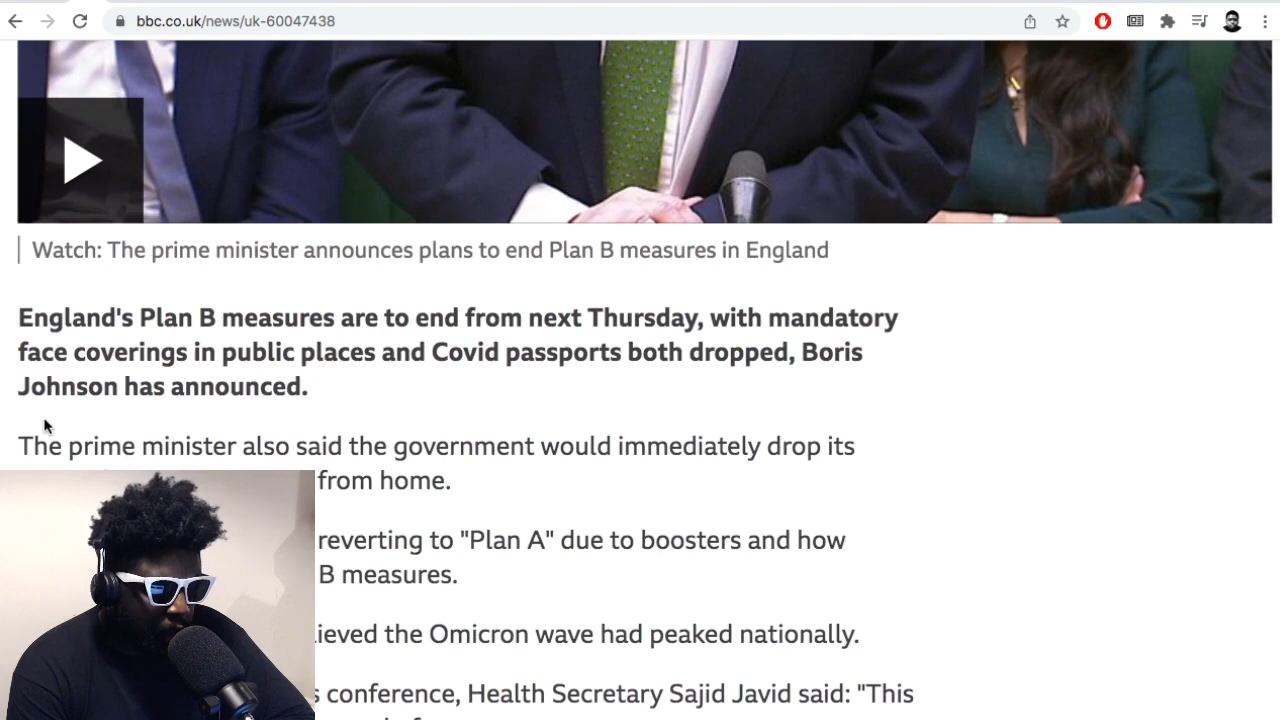 bbc.co.uk/news/uk-60047438
Watch: The prime minister announces plans to end Plan B measures in England
England's Plan B measures are to end from next Thursday, with mandatory
face coverings in public places and Covid passports both dropped, Boris
Johnson has announced.
The prime minister also said the government would immediately drop its
from home.
reverting to "Plan A" due to boosters and how
B measures.
lieved the Omicron wave had peaked nationally.
s conference, Health Secretary Sajid Javid said: "This